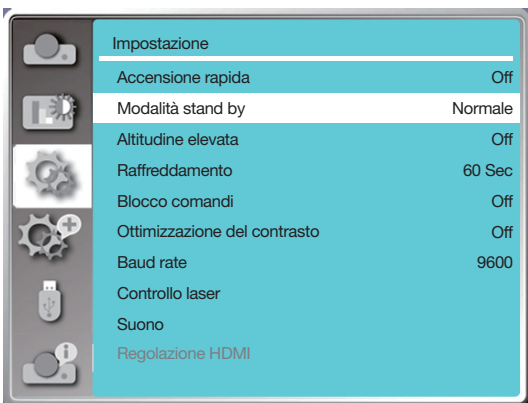 Impostazione
Accensione rapida Off
Modalità stand by Normale
Altitudine elevata Off
Raffreddamento 60 Sec
Blocco comandi Off
Ottimizzazione del contrasto Off
Baud rate 9600
Controllo laser
Suono
Regolazione HDMI